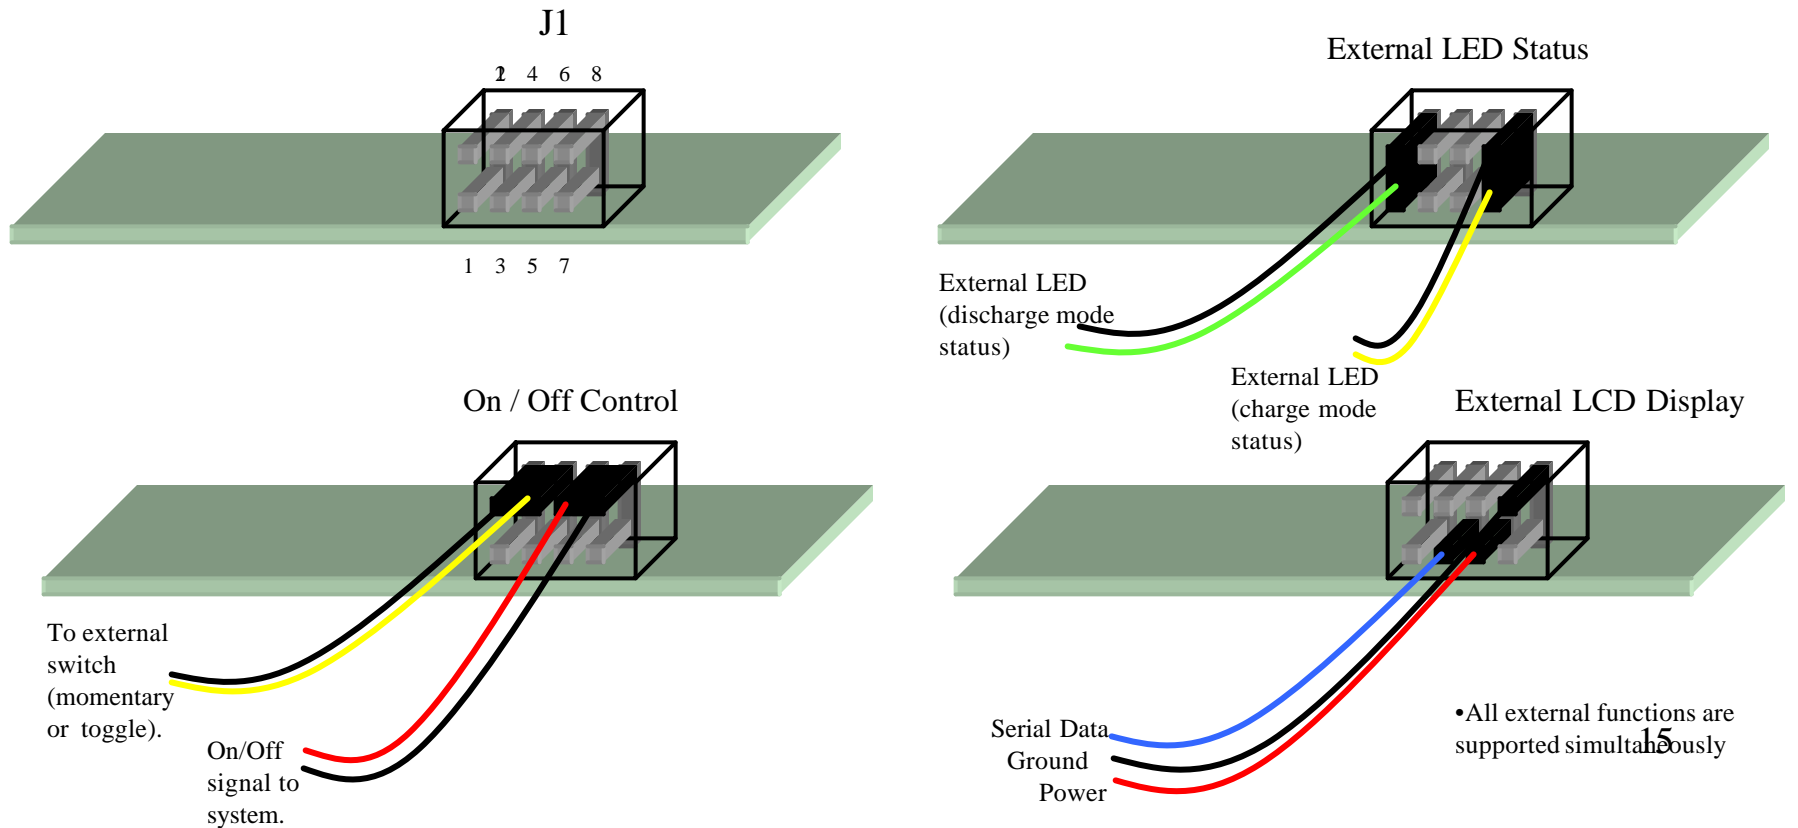 J1
2 4 6 8
1 3 5 7
External LED Status
External LED
(discharge mode
status)
External LED
(charge mode
status)
On / Off Control
To external
switch
(momentary
or toggle).
On/Off
signal to
system.
External LCD Display
Serial Data
Ground
Power
•All external functions are
supported simultaneously
15